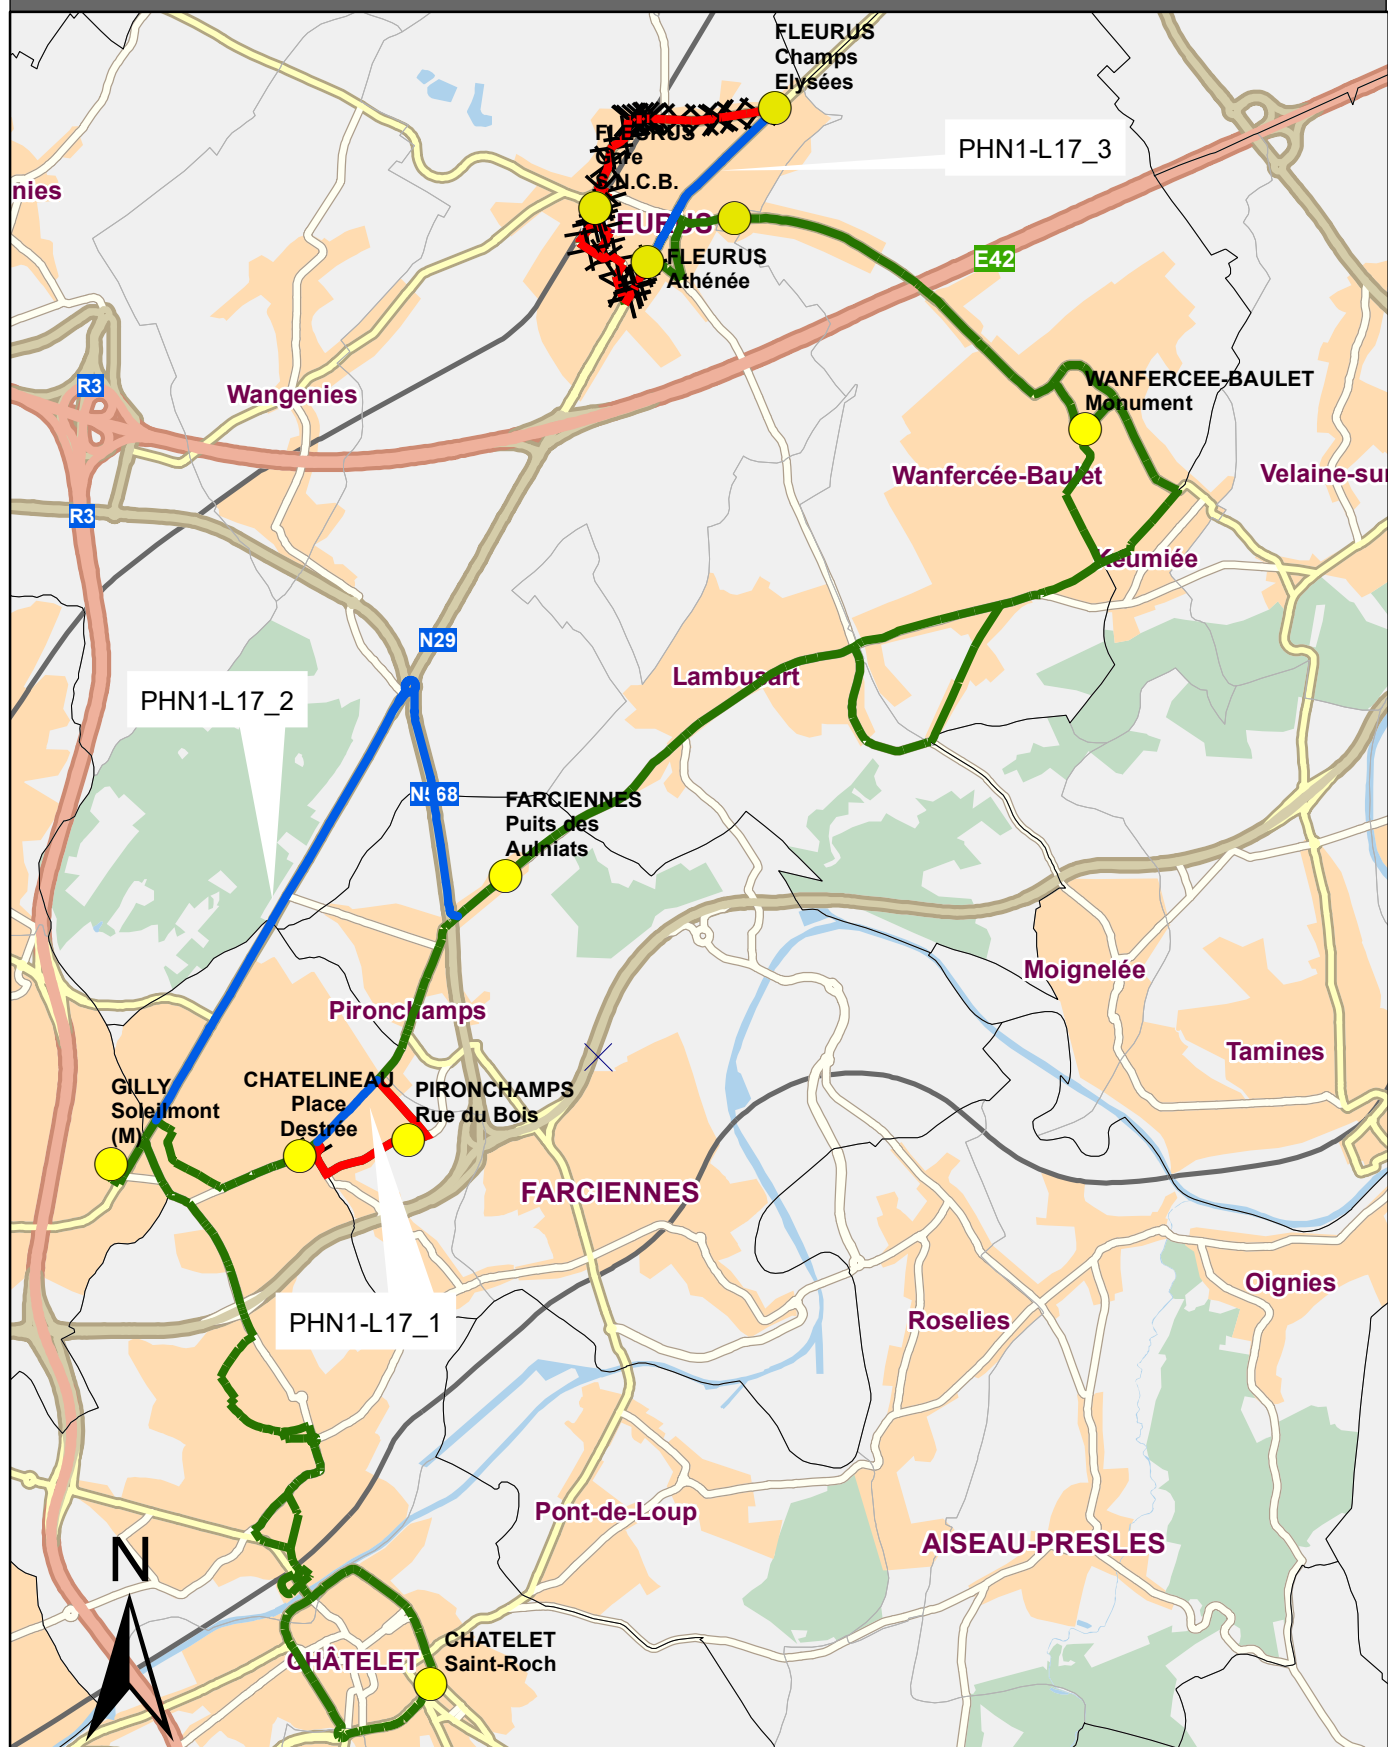 FLEURUS
Champs
Elysées
FLEURUS
Gare
S.N.C.B.
PHN1-L17_3
nies
EURUS
FLEURUS
Athénée
E42
R3
Wangenies
WANFERCEE-BAULET
Monument
Wanfercée-Baulet
Velaine-sur
R3
Keumiée
N29
Lambusart
PHN1-L17_2
N568
FARCIENNES
Puits des
Aulniats
Moignelée
Pironchamps
Tamines
GILLY
Soleilmont
(M)
CHATELINEAU
Place
Destrée
PIRONCHAMPS
Rue du Bois
FARCIENNES
Oignies
PHN1-L17_1
Roselies
Pont-de-Loup
AISEAU-PRESLES
N
CHATELET
Saint-Roch
CHÂTELET